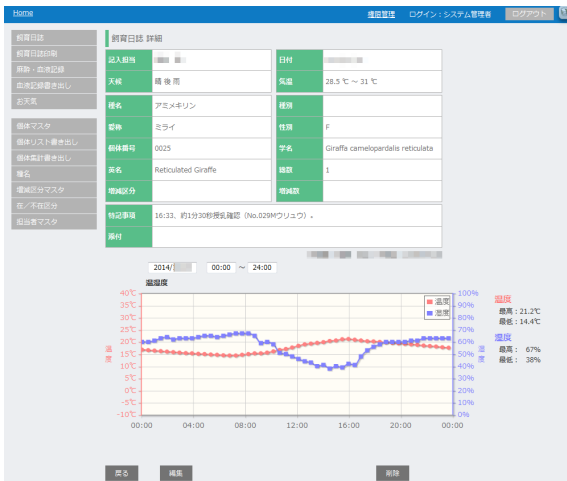 Home
権限管理 ログイン:システム管理者 ログアウト
飼育日誌
飼育日誌印刷
麻酔・血液記録
血液記録書き出し
お天気
個体マスタ
個体リスト書き出し
個体集計書き出し
種名
増減区分マスタ
在/不在区分
担当者マスタ
飼育日誌 詳細
記入担当
日付
天候 晴 後 雨
気温 28.5 ℃ ~ 31 ℃
種名 アミメキリン
種別
愛称 ミライ
性別 F
個体番号 0025
学名 Giraffa camelopardalis reticulata
英名 Reticulated Giraffe
頭数 1
増減区分
増減数
特記事項 16:33、約1分30秒授乳確認(No.029Mウリュウ)。
添付
2014/ 00:00 ~ 24:00
温湿度
温度
湿度
40℃
35℃
30℃
25℃
20℃
15℃
10℃
5℃
0℃
-5℃
-10℃
温度
100%
90%
80%
70%
60%
50%
40%
30%
20%
10%
0%
湿度
00:00 04:00 08:00 12:00 16:00 20:00 00:00
温度
最高:21.2℃
最低:14.4℃
湿度
最高: 67%
最低: 38%
戻る 編集 削除